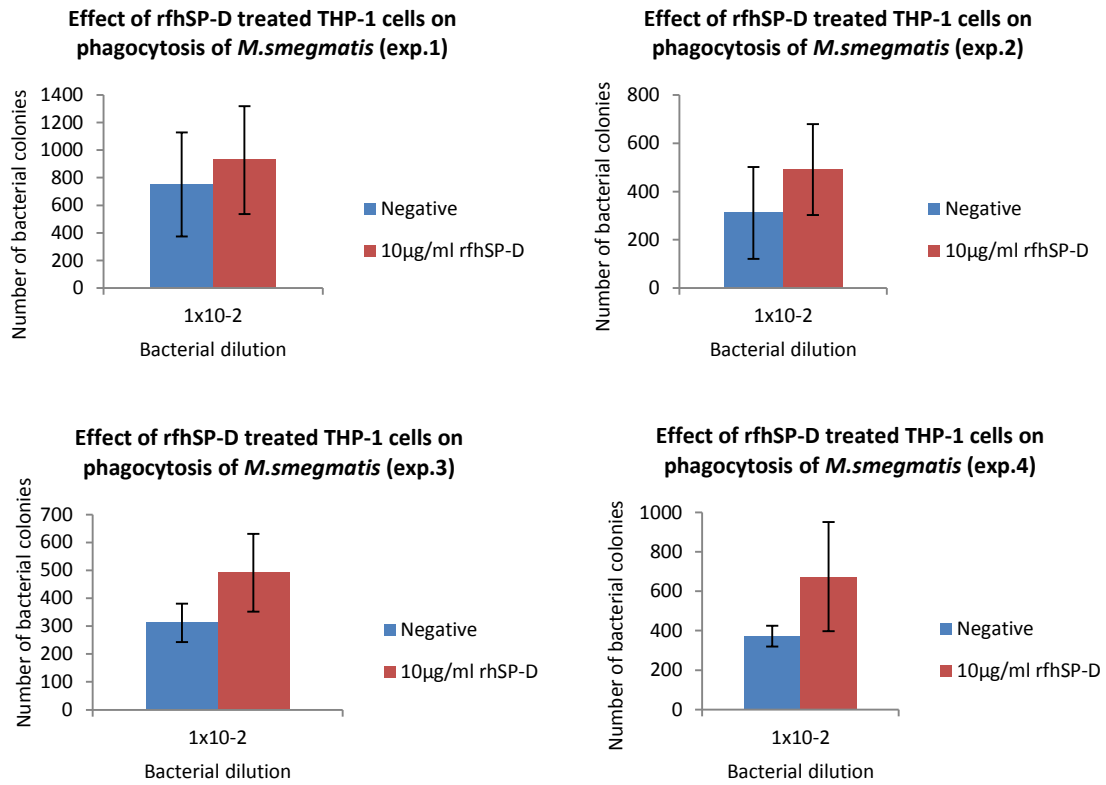 Effect of rfhSP-D treated THP-1 cells on
phagocytosis of M.smegmatis (exp.1)
Number of bacterial colonies
1400
1200
1000
800
600
400
200
0
1x10-2
Bacterial dilution
Negative
10µg/ml rfhSP-D
Effect of rfhSP-D treated THP-1 cells on
phagocytosis of M.smegmatis (exp.2)
Number of bacterial colonies
800
600
400
200
0
1x10-2
Bacterial dilution
Negative
10µg/ml rfhSP-D
Effect of rfhSP-D treated THP-1 cells on
phagocytosis of M.smegmatis (exp.3)
Number of bacterial colonies
700
600
500
400
300
200
100
0
1x10-2
Bacterial dilution
Negative
10µg/ml rhSP-D
Effect of rfhSP-D treated THP-1 cells on
phagocytosis of M.smegmatis (exp.4)
Number of bacterial colonies
1000
800
600
400
200
0
1x10-2
Bacterial dilution
Negative
10µg/ml rfhSP-D